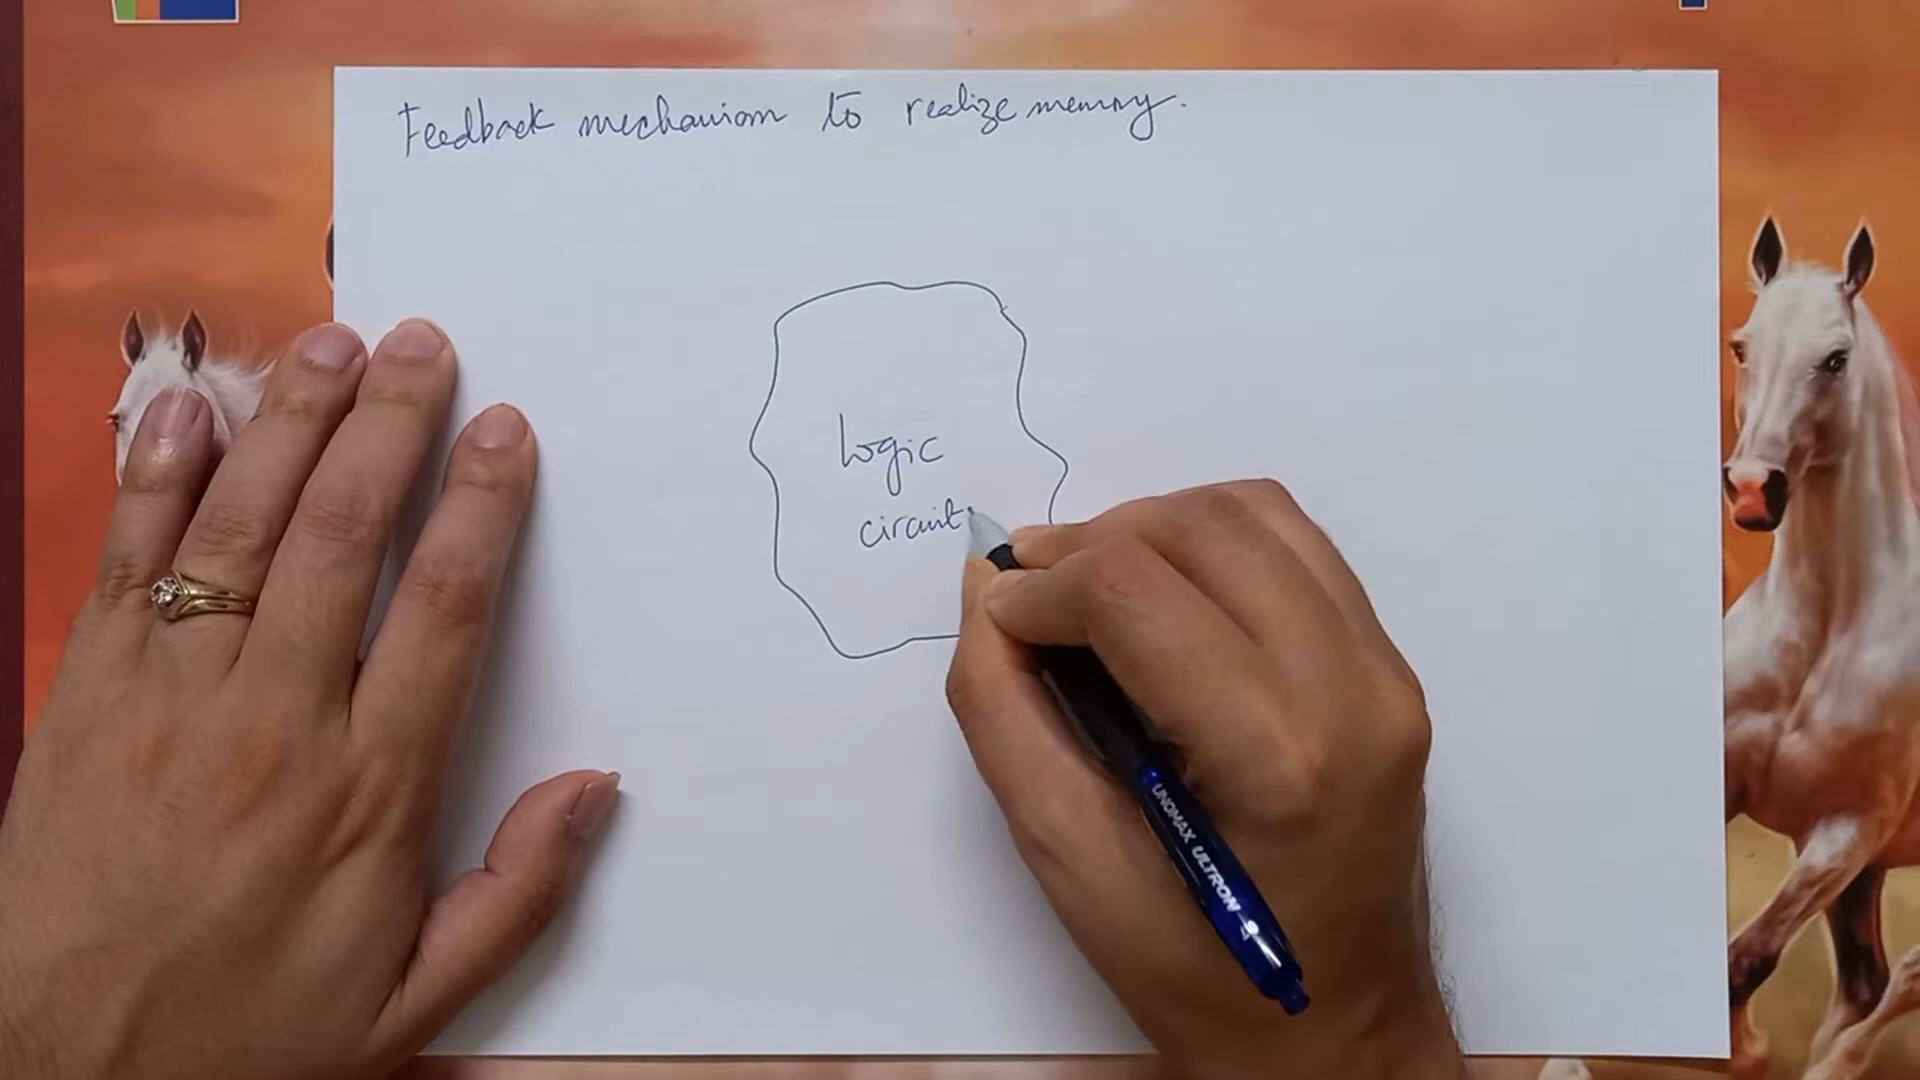 Feedback mechanism to realize memory.
Logic
circuit
UNOMAX ULTRON